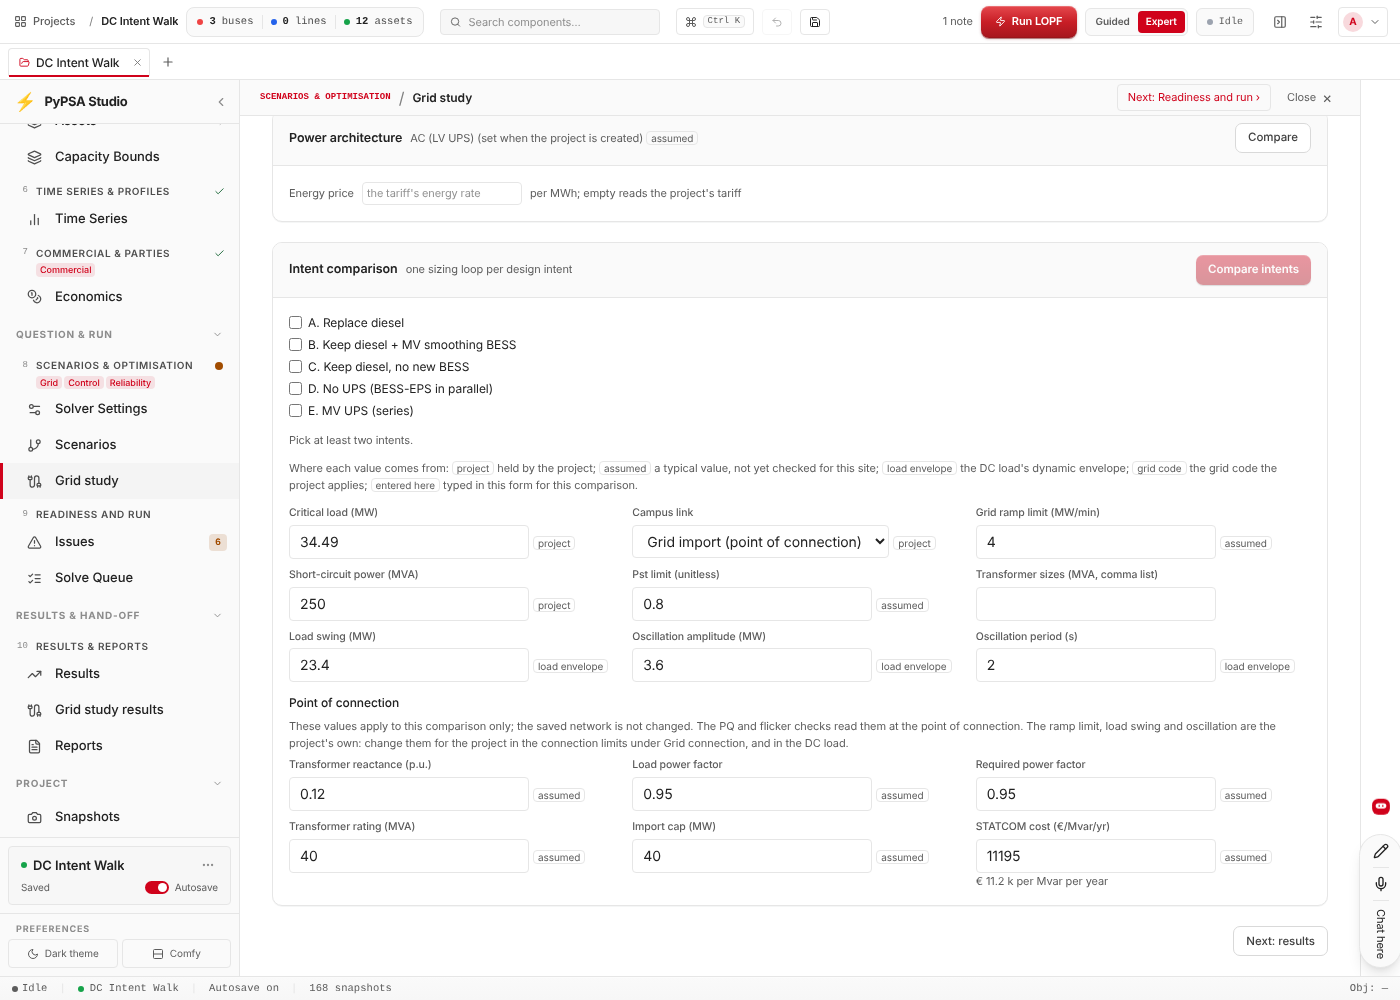 Projects / DC Intent Walk
3 buses 0 lines 12 assets
Search components...
⌘ Ctrl K
1 note
Run LOPF
Guided Expert
Idle
A
DC Intent Walk
PyPSA Studio
Capacity Bounds
6 TIME SERIES & PROFILES
Time Series
7 COMMERCIAL & PARTIES
Commercial
Economics
QUESTION & RUN
8 SCENARIOS & OPTIMISATION
Grid Control Reliability
Solver Settings
Scenarios
Grid study
9 READINESS AND RUN
Issues 6
Solve Queue
RESULTS & HAND-OFF
10 RESULTS & REPORTS
Results
Grid study results
Reports
PROJECT
Snapshots
DC Intent Walk
Saved Autosave
PREFERENCES
Dark theme Comfy
SCENARIOS & OPTIMISATION / Grid study
Next: Readiness and run ›
Close ×
Power architecture AC (LV UPS) (set when the project is created) assumed
Compare
Energy price the tariff's energy rate per MWh; empty reads the project's tariff
Intent comparison one sizing loop per design intent
Compare intents
A. Replace diesel
B. Keep diesel + MV smoothing BESS
C. Keep diesel, no new BESS
D. No UPS (BESS-EPS in parallel)
E. MV UPS (series)
Pick at least two intents.
Where each value comes from: project held by the project; assumed a typical value, not yet checked for this site; load envelope the DC load's dynamic envelope; grid code the grid code the
project applies; entered here typed in this form for this comparison.
Critical load (MW) Campus link Grid ramp limit (MW/min)
34.49 project Grid import (point of connection) project 4 assumed
Short-circuit power (MVA) Pst limit (unitless) Transformer sizes (MVA, comma list)
250 project 0.8 assumed
Load swing (MW) Oscillation amplitude (MW) Oscillation period (s)
23.4 load envelope 3.6 load envelope 2 load envelope
Point of connection
These values apply to this comparison only; the saved network is not changed. The PQ and flicker checks read them at the point of connection. The ramp limit, load swing and oscillation are the
project's own: change them for the project in the connection limits under Grid connection, and in the DC load.
Transformer reactance (p.u.) Load power factor Required power factor
0.12 assumed 0.95 assumed 0.95 assumed
Transformer rating (MVA) Import cap (MW) STATCOM cost (€/Mvar/yr)
40 assumed 40 assumed 11195 assumed
€ 11.2 k per Mvar per year
Next: results
Chat here
Idle DC Intent Walk Autosave on 168 snapshots
Obj: —